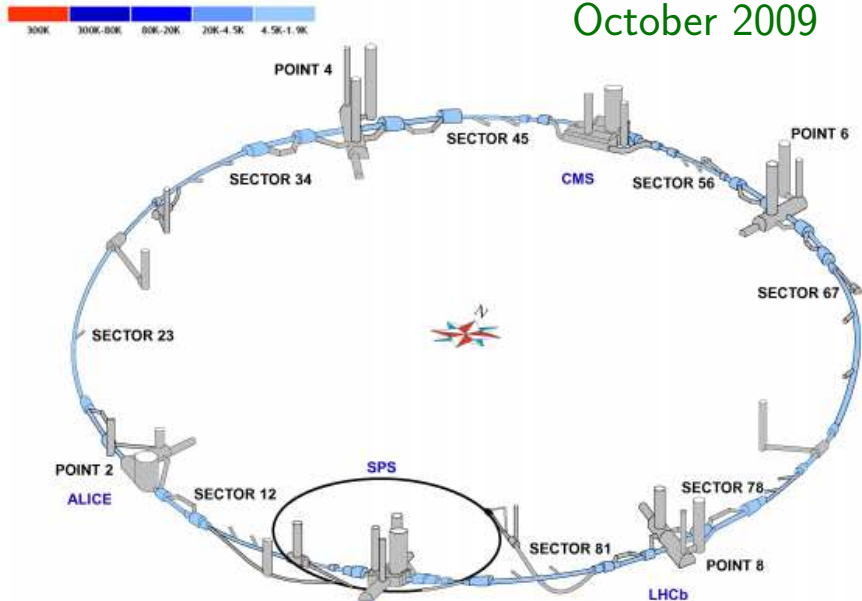 October 2009
300K 300K-80K 80K-20K 20K-4.5K 4.5K-1.9K
POINT 4
SECTOR 45
POINT 6
SECTOR 34
CMS
SECTOR 56
SECTOR 67
N
SECTOR 23
POINT 2
ALICE
SPS
SECTOR 12
SECTOR 78
SECTOR 81
POINT 8
LHCb